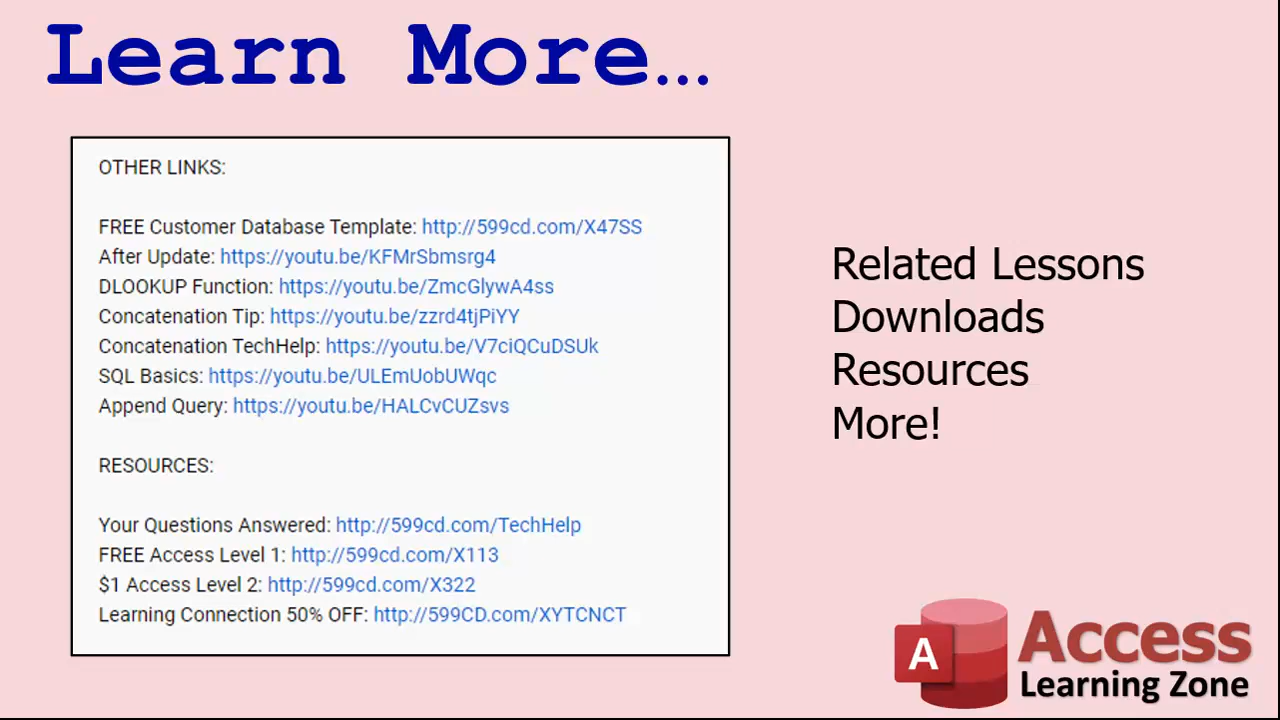 Learn More...
OTHER LINKS:
FREE Customer Database Template: http://599cd.com/X47SS
After Update: https://youtu.be/KFMrSbmsrg4
DLOOKUP Function: https://youtu.be/ZmcGlywA4ss
Concatenation Tip: https://youtu.be/zzrd4tjPiYY
Concatenation TechHelp: https://youtu.be/V7ciQCuDSUk
SQL Basics: https://youtu.be/ULEmUobUWqc
Append Query: https://youtu.be/HALCvCUZsvs
RESOURCES:
Your Questions Answered: http://599cd.com/TechHelp
FREE Access Level 1: http://599cd.com/X113
$1 Access Level 2: http://599cd.com/X322
Learning Connection 50% OFF: http://599CD.com/XYTCNCT
Related Lessons
Downloads
Resources
More!
A
Access
Learning Zone